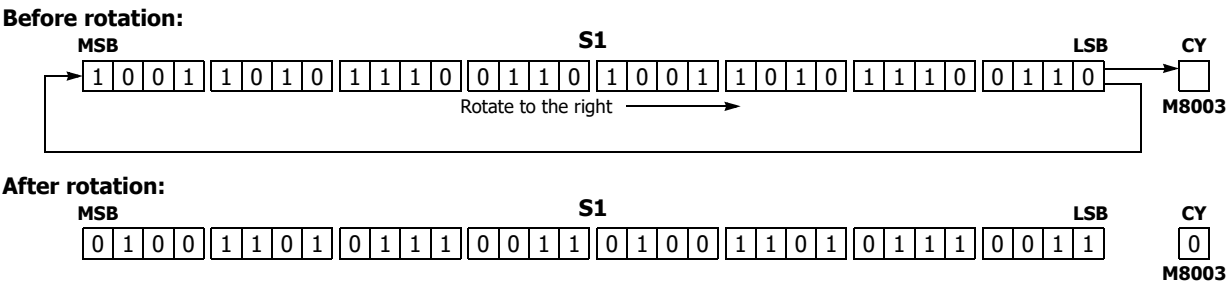 Before rotation:
MSB S1 LSB CY
1 0 0 1 1 0 1 0 1 1 1 0 0 1 1 0 1 0 0 1 1 0 1 0 1 1 1 0 0 1 1 0
Rotate to the right M8003
After rotation:
MSB S1 LSB CY
0 1 0 0 1 1 0 1 0 1 1 1 0 0 1 1 0 1 0 0 1 1 0 1 0 1 1 1 0 0 1 1 0
M8003